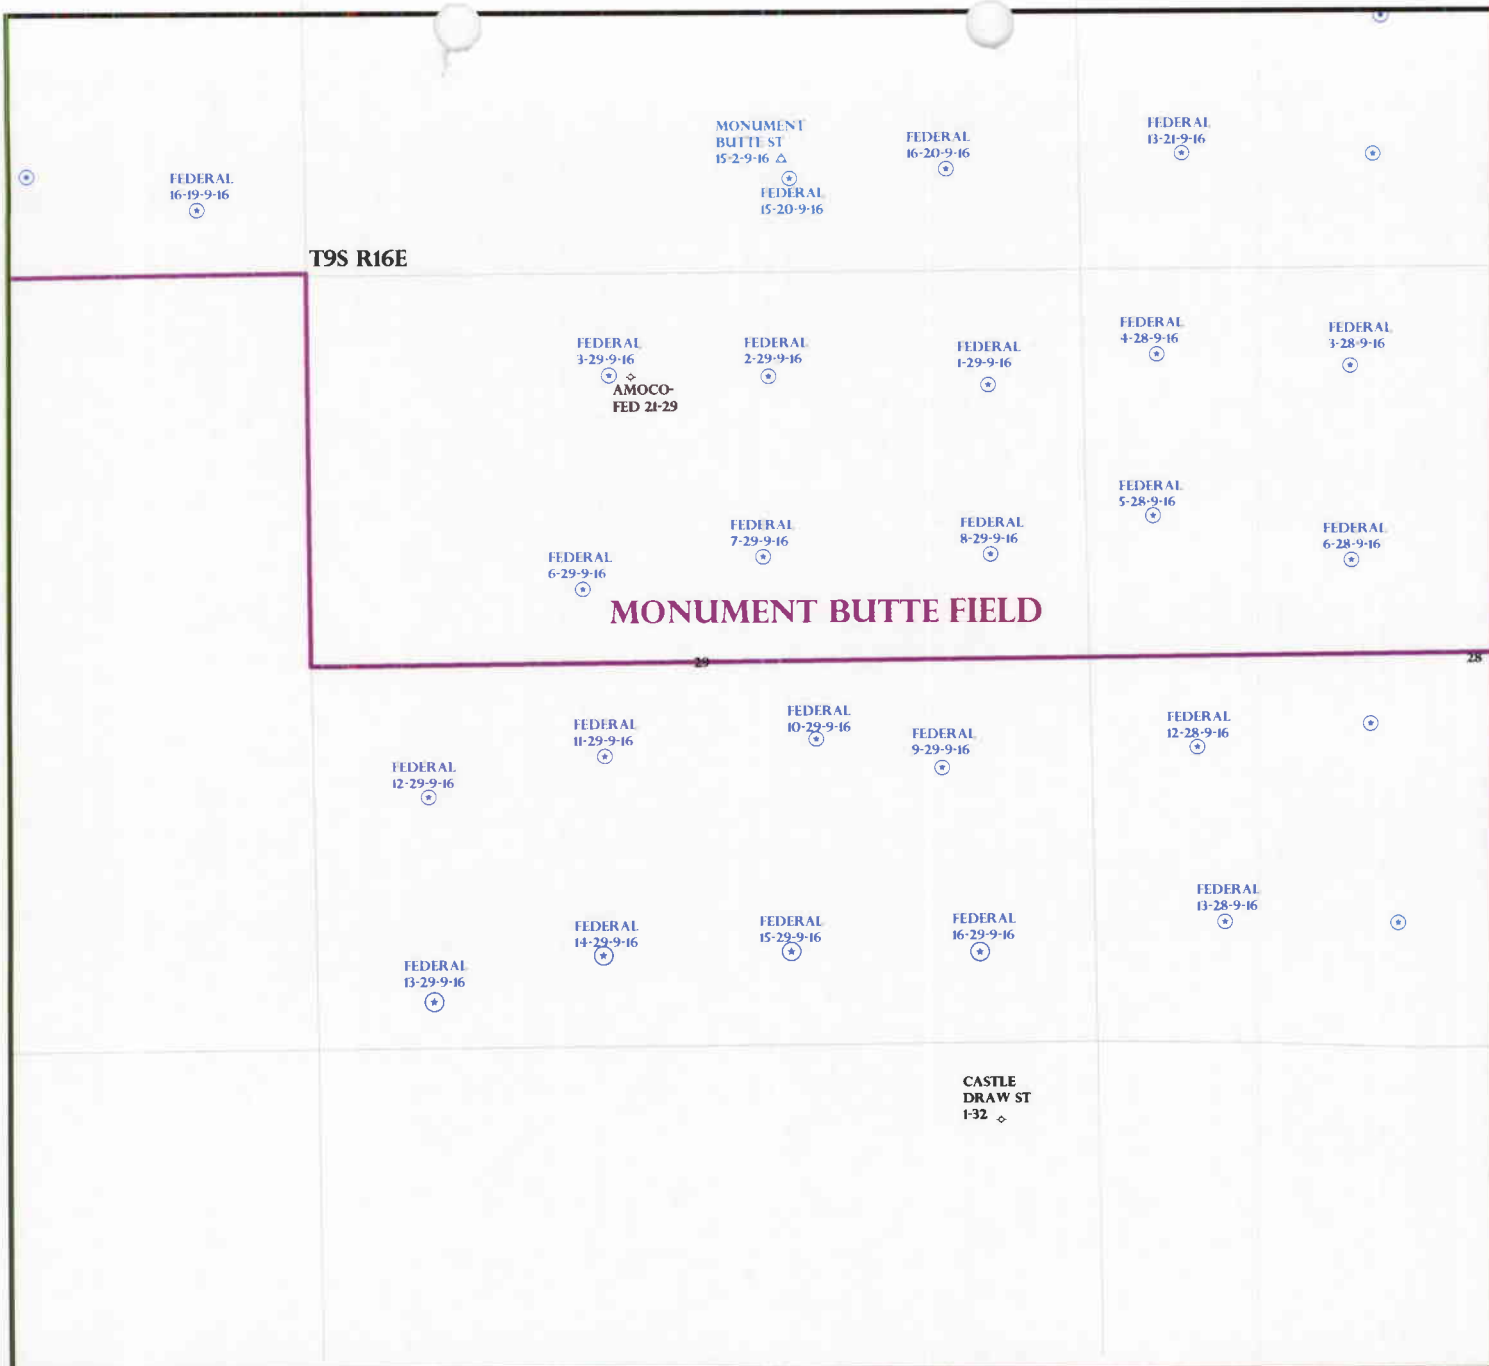 MONUMENT
BUTTE ST
15-2-9-16
FEDERAL
15-20-9-16
FEDERAL
16-20-9-16
FEDERAL
13-21-9-16
FEDERAL
16-19-9-16
T9S R16E
FEDERAL
3-29-9-16
AMOCO-
FED 21-29
FEDERAL
2-29-9-16
FEDERAL
1-29-9-16
FEDERAL
4-28-9-16
FEDERAL
3-28-9-16
FEDERAL
5-28-9-16
FEDERAL
6-28-9-16
FEDERAL
6-29-9-16
FEDERAL
7-29-9-16
FEDERAL
8-29-9-16
MONUMENT BUTTE FIELD
29
28
FEDERAL
12-29-9-16
FEDERAL
11-29-9-16
FEDERAL
10-29-9-16
FEDERAL
9-29-9-16
FEDERAL
12-28-9-16
FEDERAL
13-29-9-16
FEDERAL
14-29-9-16
FEDERAL
15-29-9-16
FEDERAL
16-29-9-16
FEDERAL
13-28-9-16
CASTLE
DRAW ST
1-32